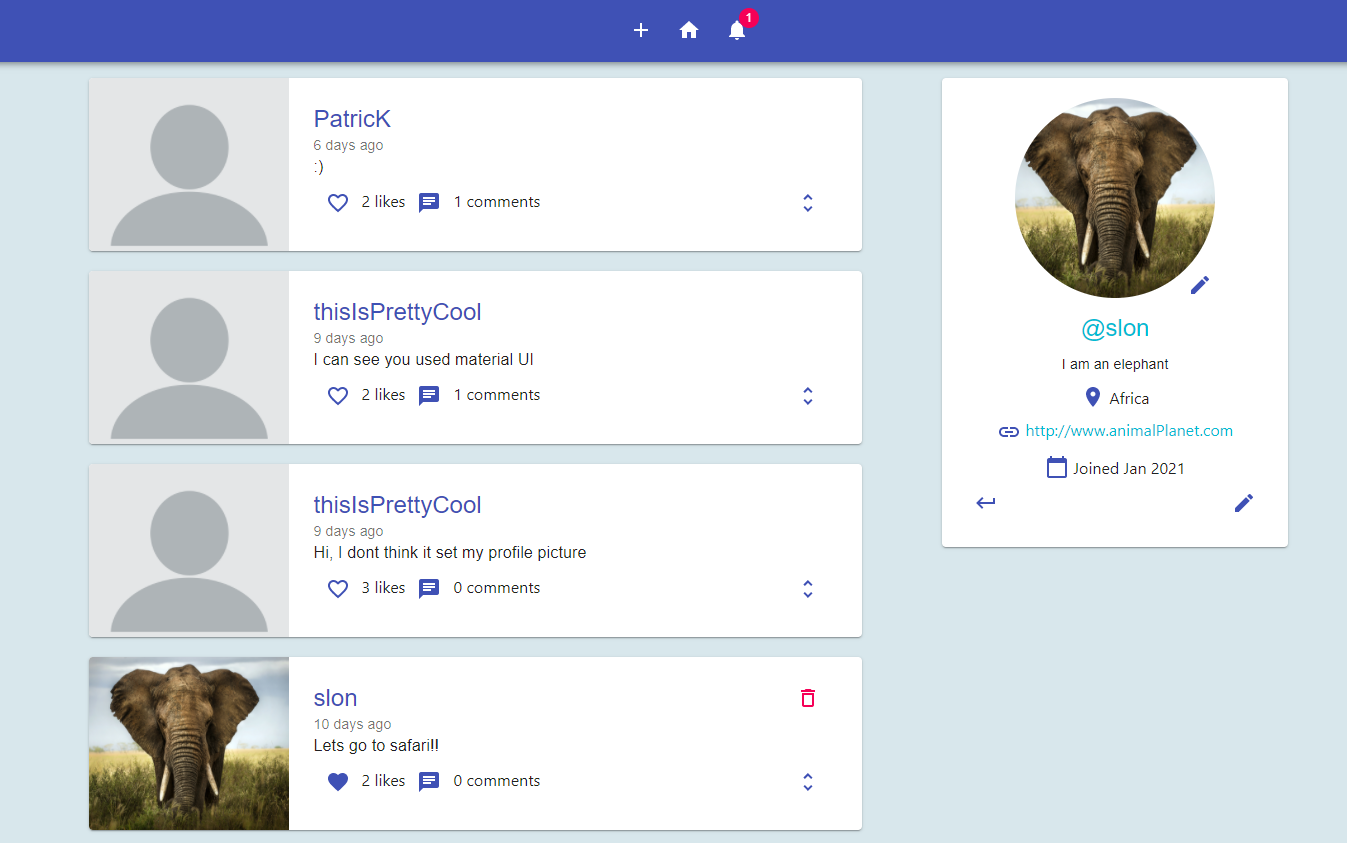 1
PatricK
6 days ago
:)
2 likes
1 comments
thisIsPrettyCool
9 days ago
I can see you used material UI
2 likes
1 comments
thisIsPrettyCool
9 days ago
Hi, I dont think it set my profile picture
3 likes
0 comments
slon
10 days ago
Lets go to safari!!
2 likes
0 comments
@slon
I am an elephant
Africa
http://www.animalPlanet.com
Joined Jan 2021